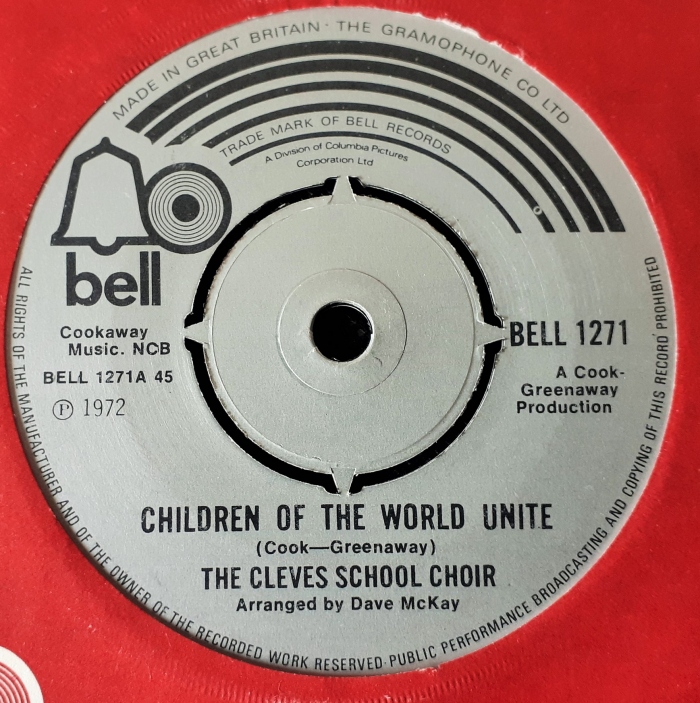 MADE IN GREAT BRITAIN · THE GRAMOPHONE CO LTD
TRADE MARK OF BELL RECORDS
A Division of Columbia Pictures
Corporation Ltd
bell
Cookaway
Music. NCB
BELL 1271A 45
Ⓟ 1972
BELL 1271
A Cook-
Greenaway
Production
CHILDREN OF THE WORLD UNITE
(Cook—Greenaway)
THE CLEVES SCHOOL CHOIR
Arranged by Dave McKay
ALL RIGHTS OF THE MANUFACTURER AND OF THE OWNER OF THE RECORDED WORK RESERVED·PUBLIC PERFORMANCE BROADCASTING AND COPYING OF THIS RECORD PROHIBITED